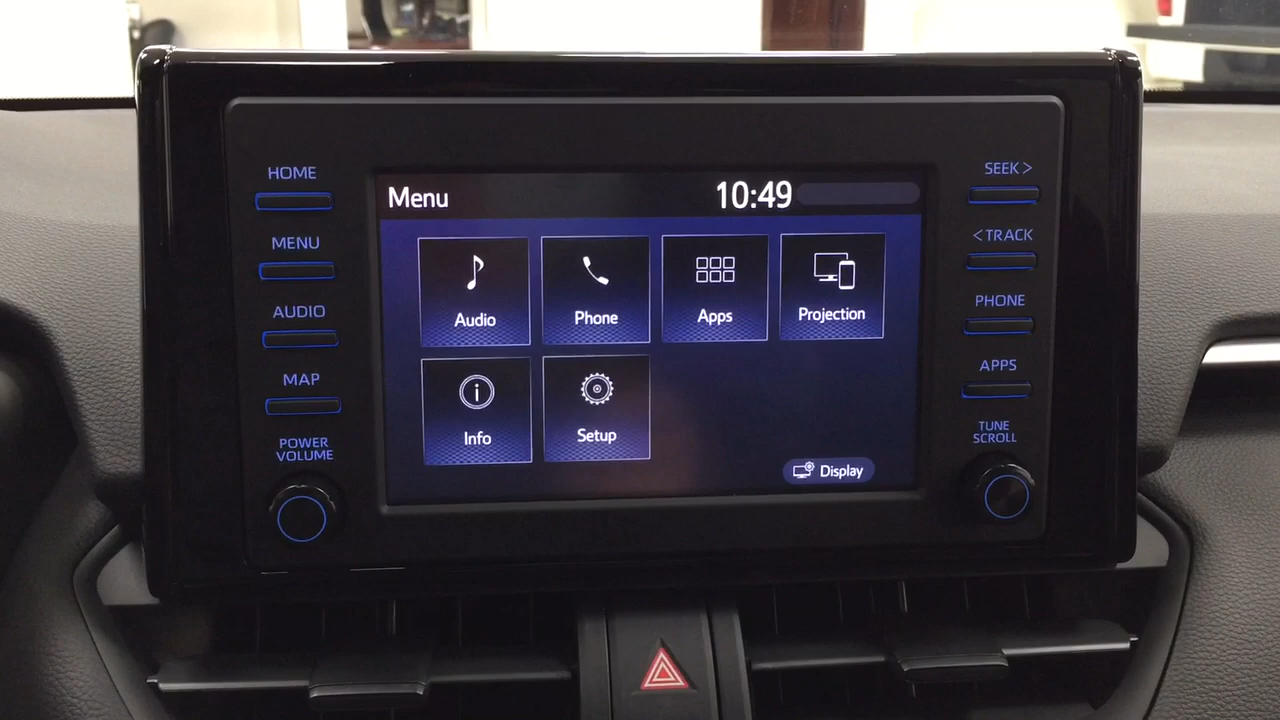 HOME
MENU
AUDIO
MAP
POWER
VOLUME
Menu
10:49
Audio
Phone
Apps
Projection
Info
Setup
Display
SEEK >
< TRACK
PHONE
APPS
TUNE
SCROLL